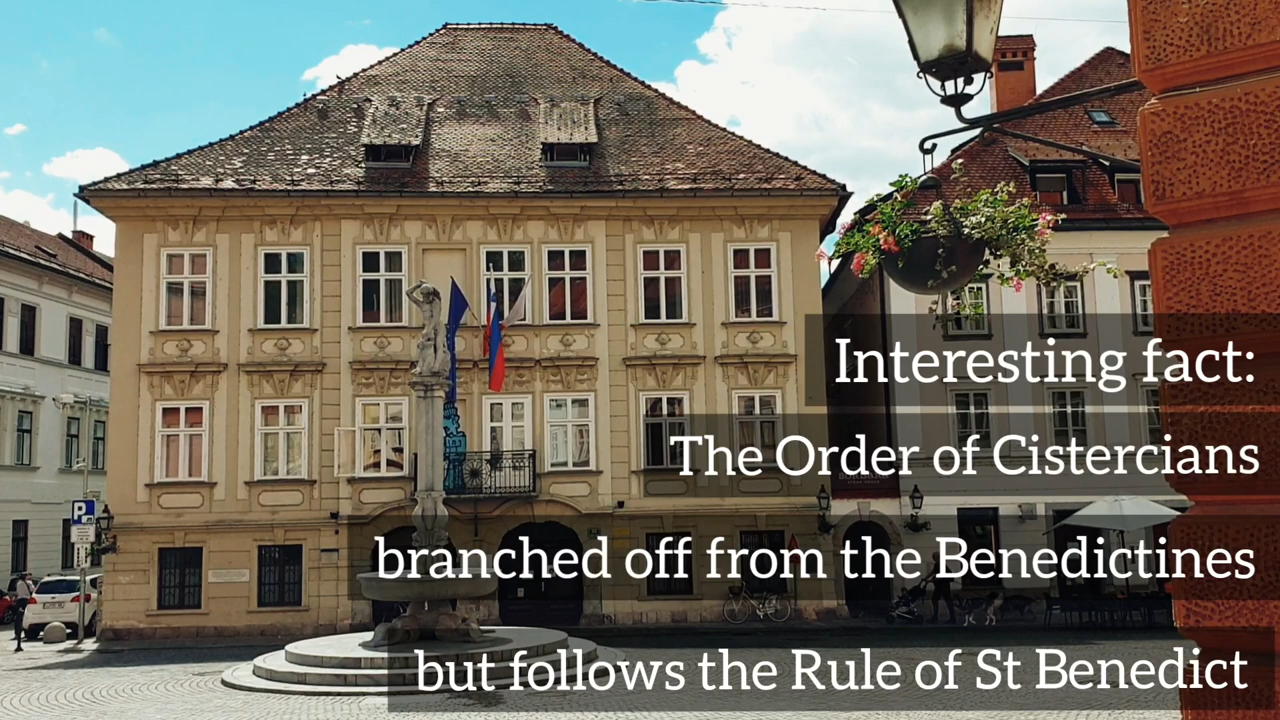 P
Interesting fact:
The Order of Cistercians
branched off from the Benedictines
but follows the Rule of St Benedict